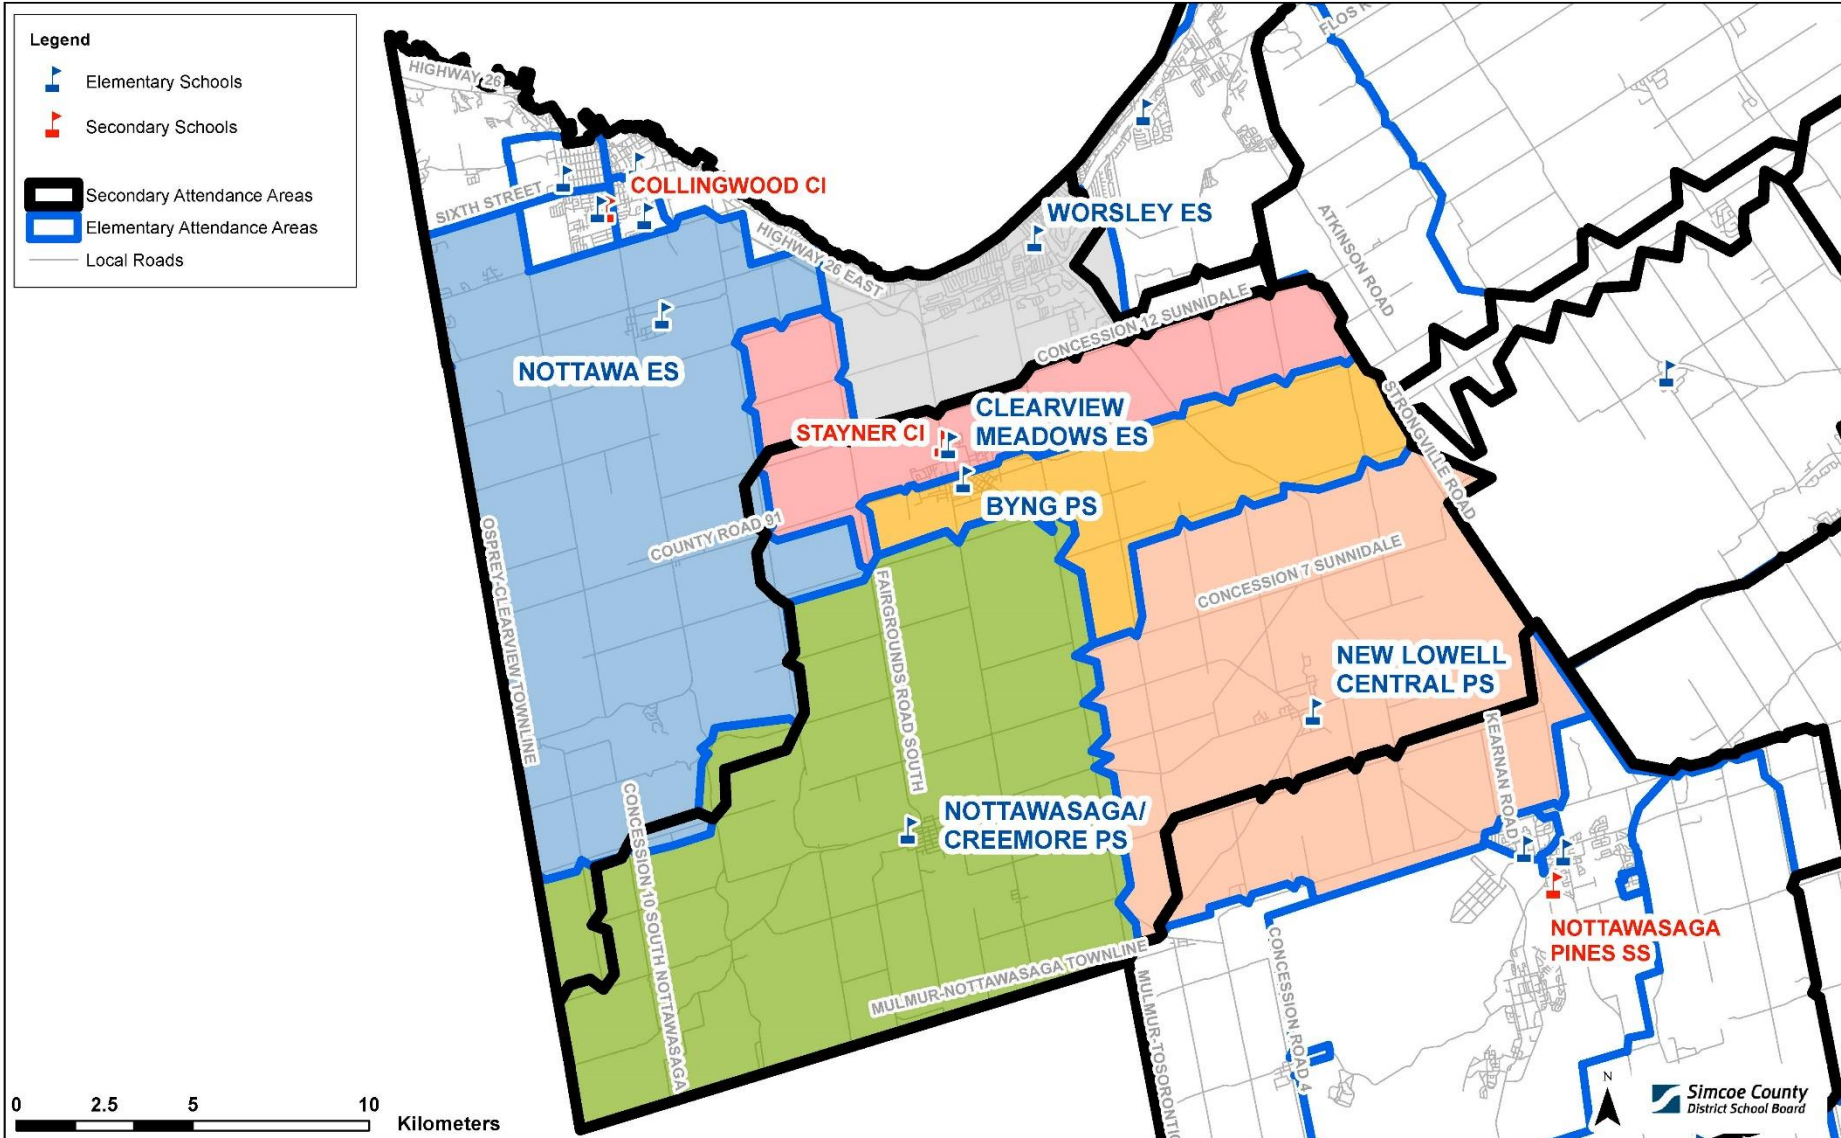 Legend
Elementary Schools
Secondary Schools
Secondary Attendance Areas
Elementary Attendance Areas
Local Roads
HIGHWAY 26
SIXTH STREET
COLLINGWOOD CI
HIGHWAY 26 EAST
WORSLEY ES
ATKINSON ROAD
CONCESSION 12 SUNNIDALE
NOTTAWA ES
CLEARVIEW
MEADOWS ES
STAYNER CI
STRONGVILLE ROAD
BYNG PS
COUNTY ROAD 91
OSPREY-CLEARVIEW TOWNLINE
FAIRGROUNDS ROAD SOUTH
CONCESSION 7 SUNNIDALE
NEW LOWELL
CENTRAL PS
KEARNAN ROAD
CONCESSION 10 SOUTH NOTTAWASAGA
NOTTAWASAGA/
CREEMORE PS
NOTTAWASAGA
PINES SS
MULMUR-NOTTAWASAGA TOWNLINE
MULMUR-TOSORONTIO
CONCESSION ROAD 4
0 2.5 5 10
Kilometers
N
Simcoe County
District School Board